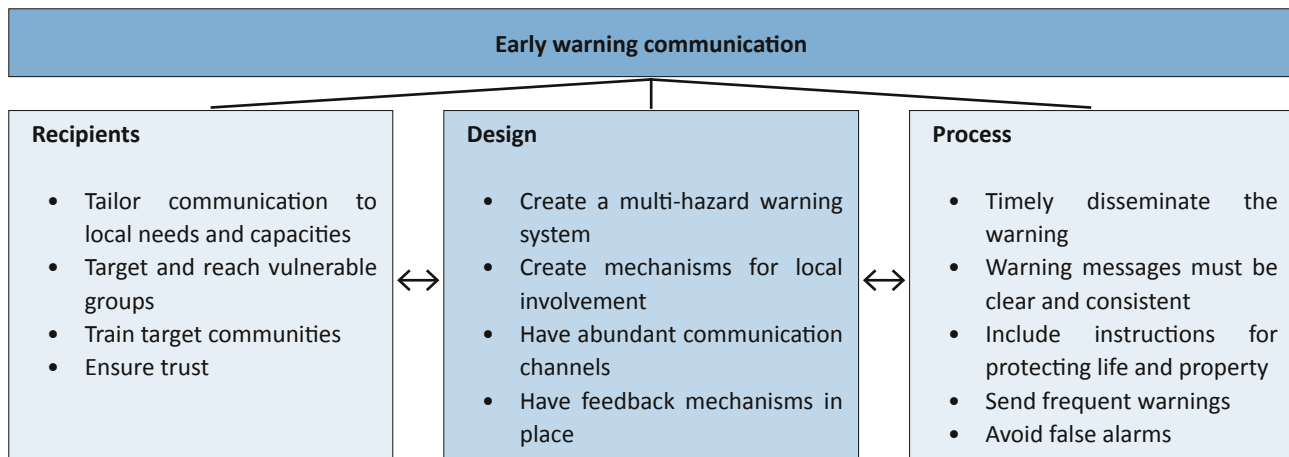 Early warning communication
Recipients
• Tailor communication to
local needs and capacities
• Target and reach vulnerable
groups
• Train target communities
• Ensure trust
Design
• Create a multi-hazard warning
system
• Create mechanisms for local
involvement
• Have abundant communication
channels
• Have feedback mechanisms in
place
Process
• Timely disseminate the
warning
• Warning messages must be
clear and consistent
• Include instructions for
protecting life and property
• Send frequent warnings
• Avoid false alarms